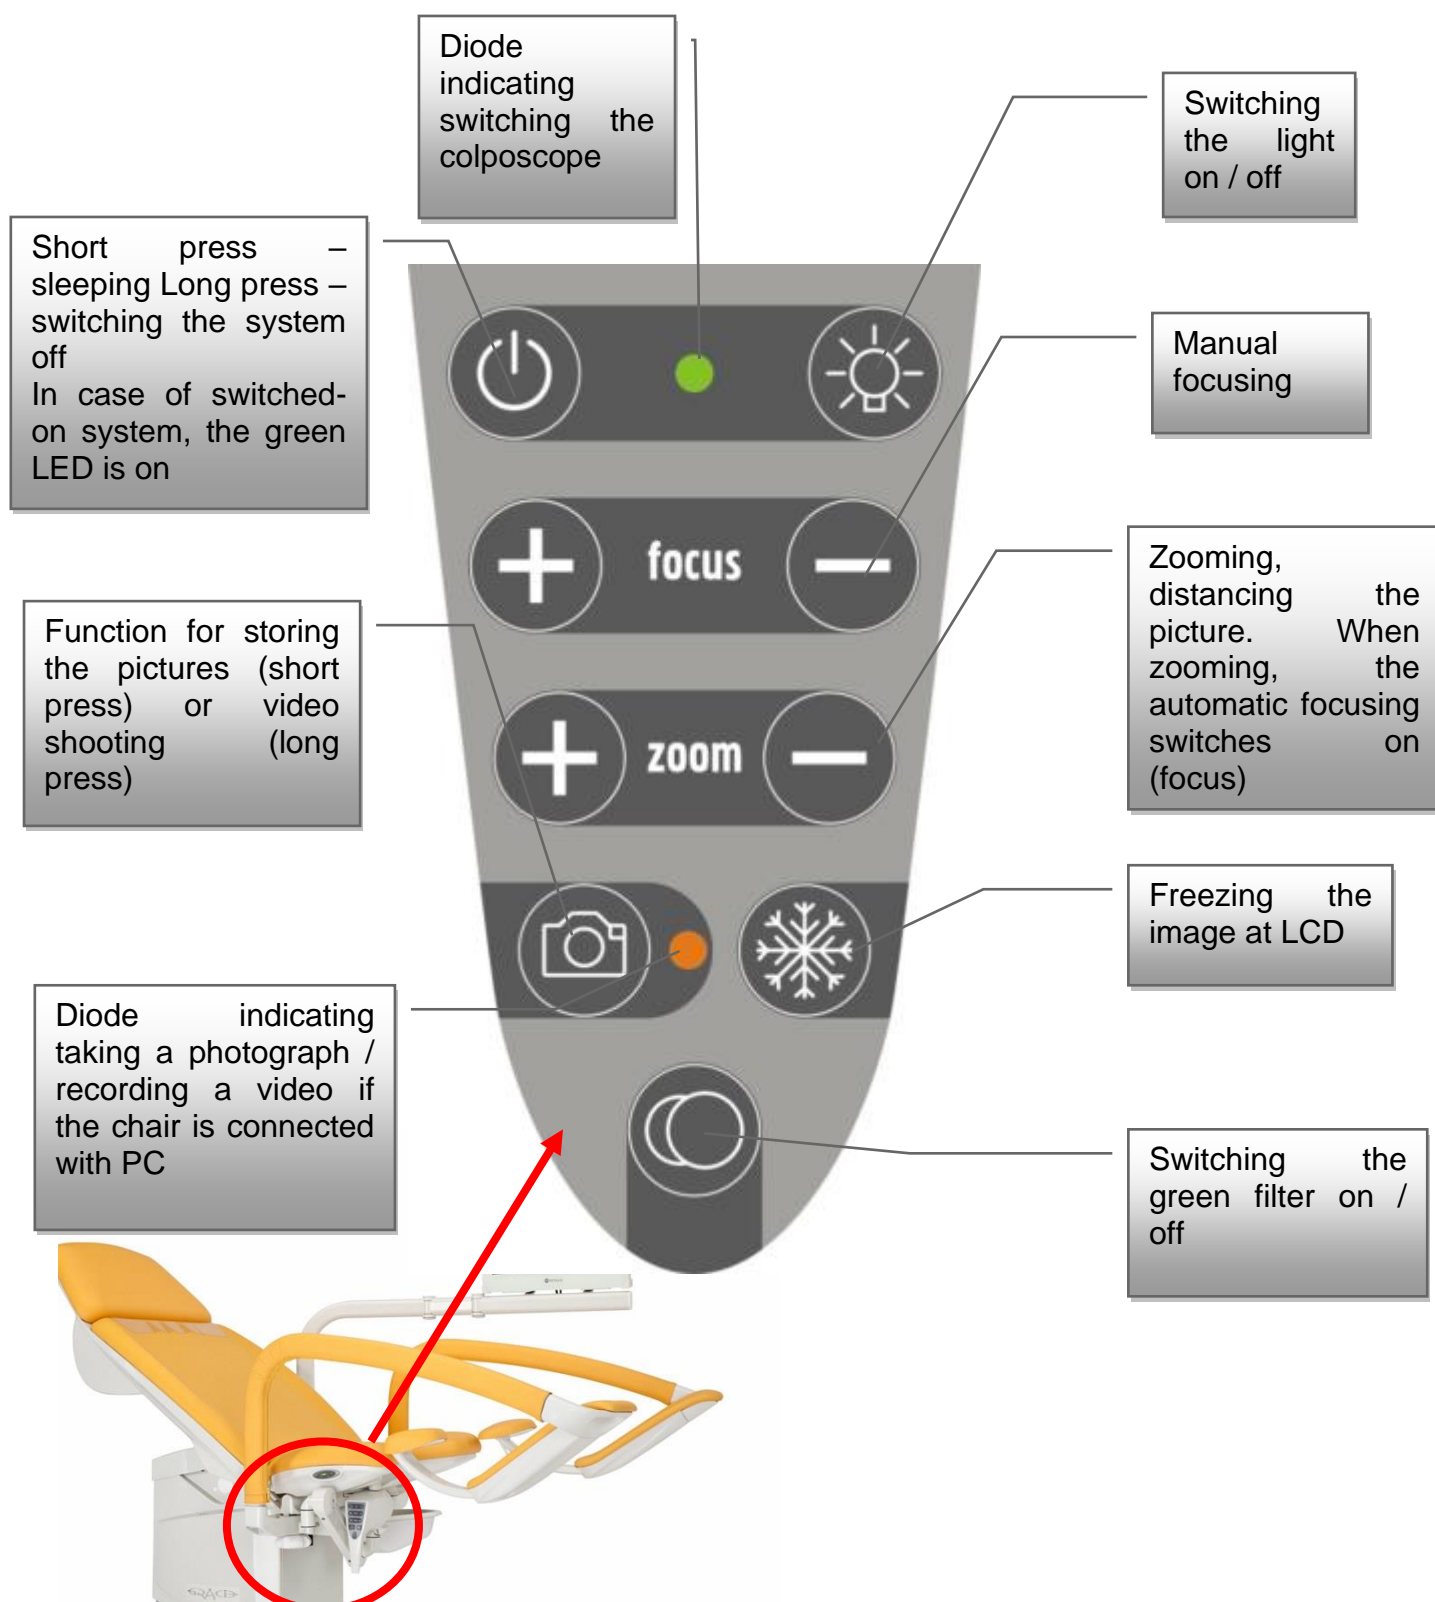 Diode
indicating
switching the
colposcope
Switching
the light
on / off
Short press –
sleeping Long press –
switching the system
off
In case of switched-
on system, the green
LED is on
Manual
focusing
focus
Zooming,
distancing the
picture. When
zooming, the
automatic focusing
switches on
(focus)
Function for storing
the pictures (short
press) or video
shooting (long
press)
zoom
Freezing the
image at LCD
Diode indicating
taking a photograph /
recording a video if
the chair is connected
with PC
Switching the
green filter on /
off
GRACIE